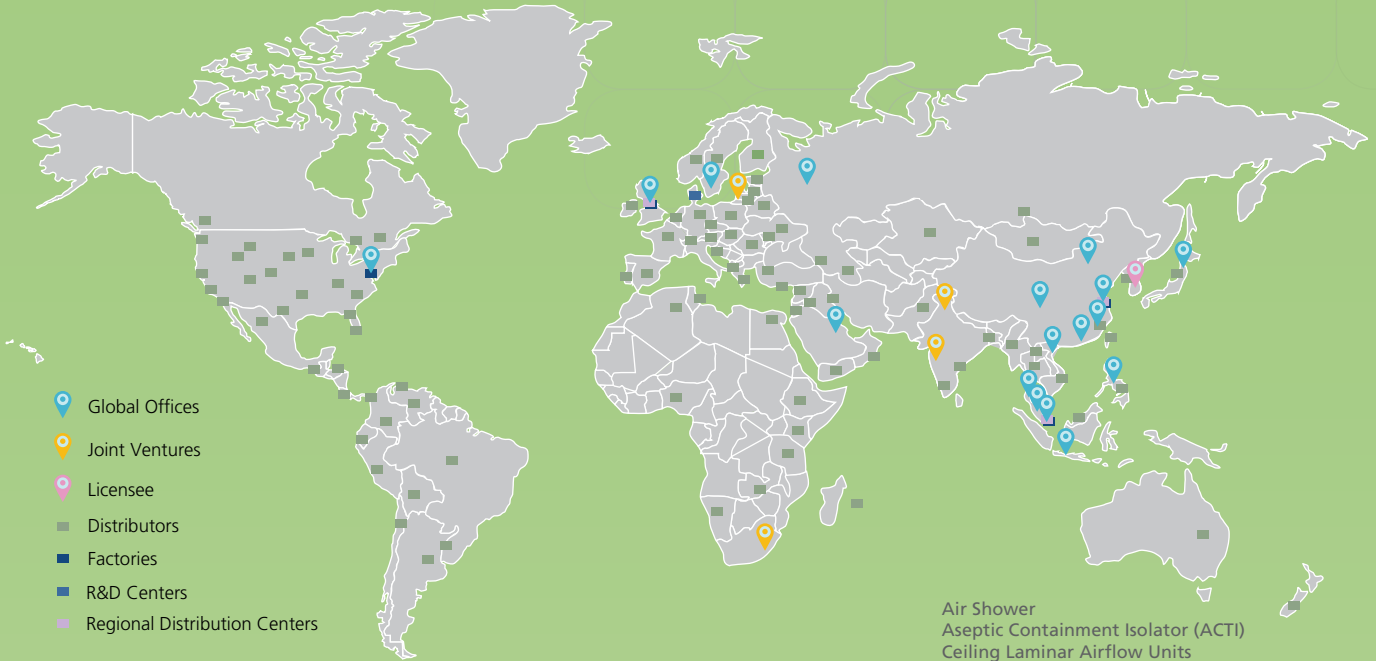 Global Offices
Joint Ventures
Licensee
Distributors
Factories
R&D Centers
Regional Distribution Centers
Air Shower
Aseptic Containment Isolator (ACTI)
Ceiling Laminar Airflow Units